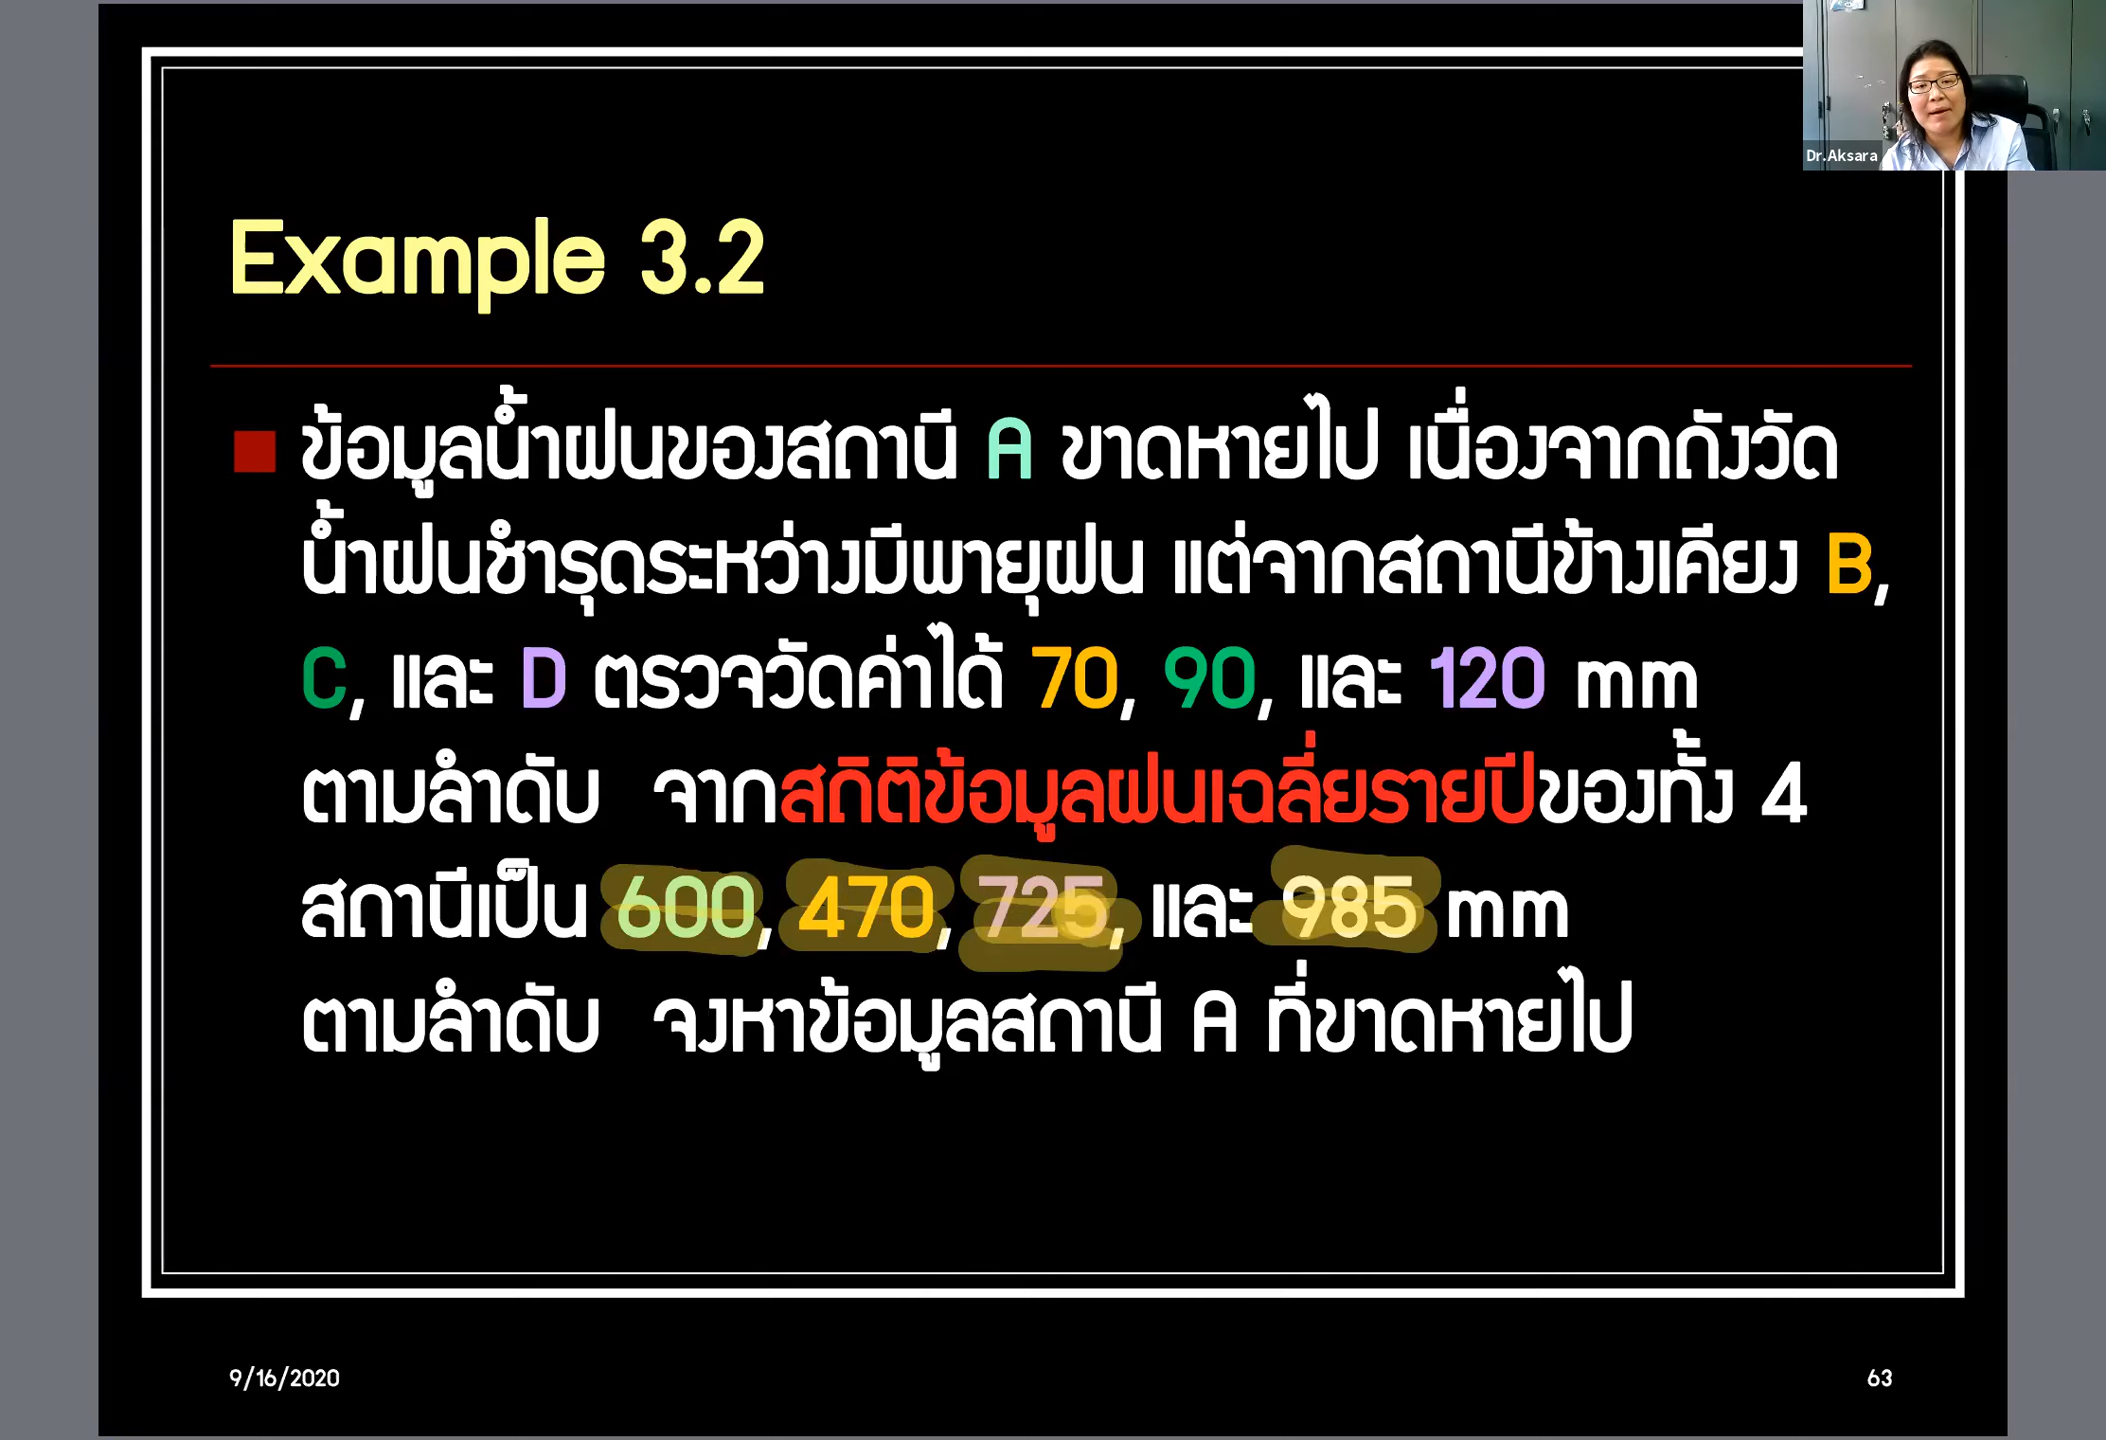 Dr.Aksara
Example 3.2
ข้อมูลน้ำฝนของสถานี A ขาดหายไป เนื่องจากถังวัด
น้ำฝนชำรุดระหว่างมีพายุฝน แต่จากสถานีข้างเคียง B,
C, และ D ตรวจวัดค่าได้ 70, 90, และ 120 mm
ตามลำดับ จากสถิติข้อมูลฝนเฉลี่ยรายปีของทั้ง 4
สถานีเป็น 600, 470, 725, และ 985 mm
ตามลำดับ จงหาข้อมูลสถานี A ที่ขาดหายไป
9/16/2020
63